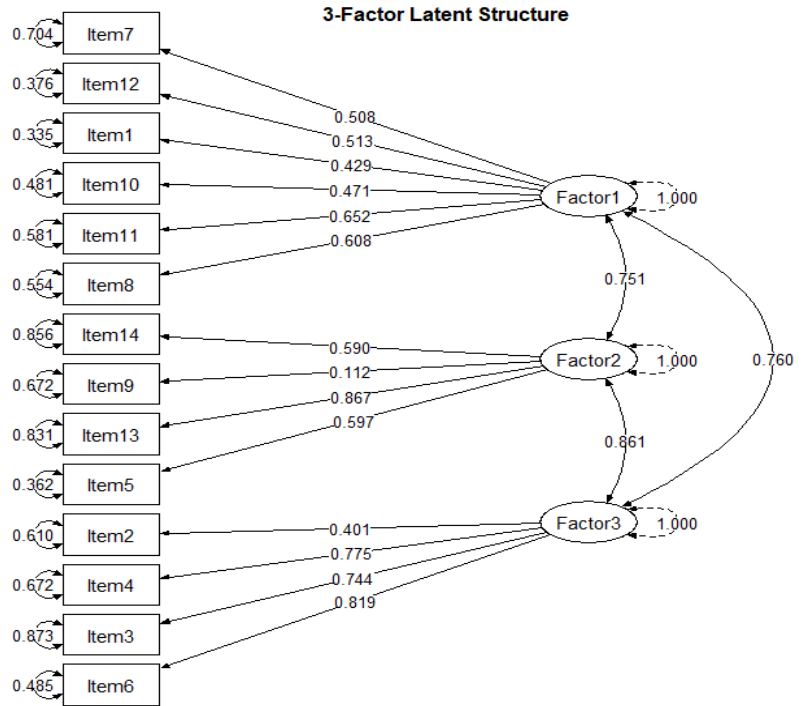 3-Factor Latent Structure
0.704 Item7
0.376 Item12
0.335 Item1
0.481 Item10
0.581 Item11
0.554 Item8
0.856 Item14
0.672 Item9
0.831 Item13
0.362 Item5
0.610 Item2
0.672 Item4
0.873 Item3
0.485 Item6
0.508
0.513
0.429
0.471
0.652
0.608
0.590
0.112
0.867
0.597
0.401
0.775
0.744
0.819
Factor1 1.000
0.751
Factor2 1.000
0.760
0.861
Factor3 1.000